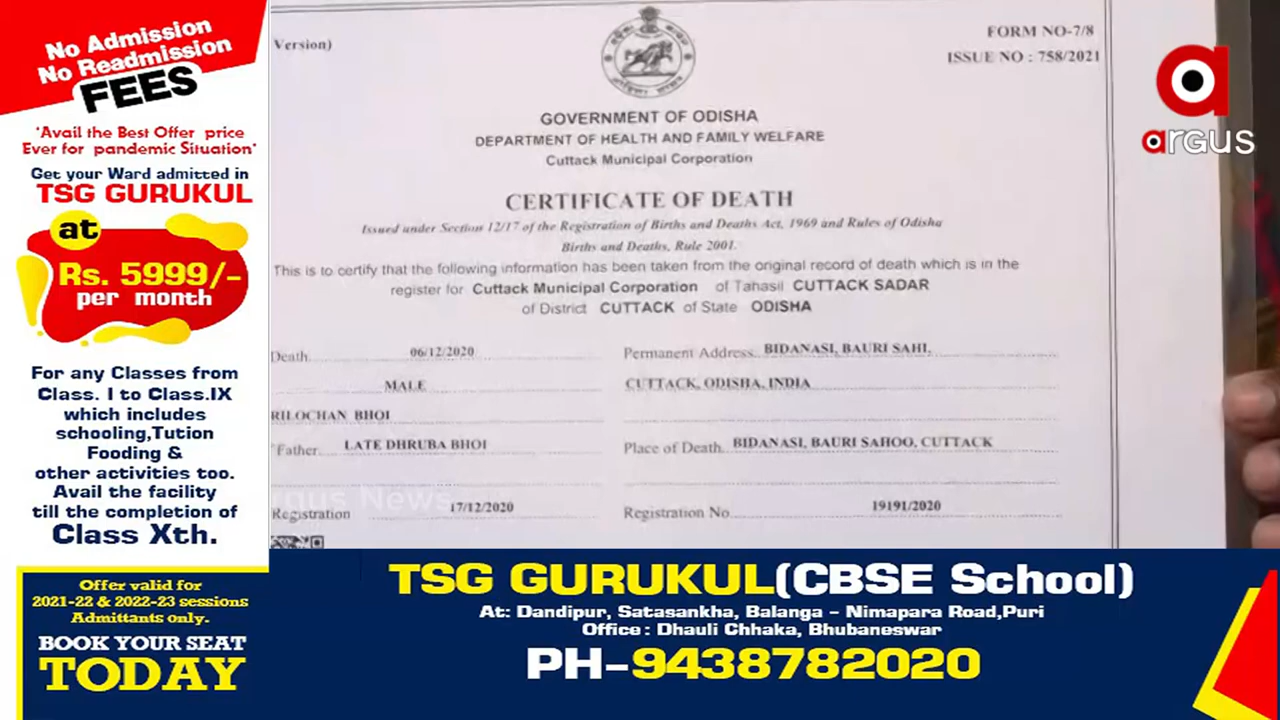 No Admission
No Readmission
FEES
'Avail the Best Offer price
Ever for pandemic Situation'
Get your Ward admitted in
TSG GURUKUL
at
Rs. 5999/-
per month
For any Classes from
Class. I to Class.IX
which includes
schooling,Tution
Fooding &
other activities too.
Avail the facility
till the completion of
Class Xth.
Offer valid for
2021-22 & 2022-23 sessions
Admittants only.
BOOK YOUR SEAT
TODAY
Version)
FORM NO-7/8
ISSUE NO : 758/2021
GOVERNMENT OF ODISHA
DEPARTMENT OF HEALTH AND FAMILY WELFARE
Cuttack Municipal Corporation
CERTIFICATE OF DEATH
Issued under Section 12/17 of the Registration of Births and Deaths Act, 1969 and Rules of Odisha
Births and Deaths, Rule 2001.
This is to certify that the following information has been taken from the original record of death which is in the
register for Cuttack Municipal Corporation of Tahasil CUTTACK SADAR
of District CUTTACK of State ODISHA
Death 06/12/2020 Permanent Address BIDANASI, BAURI SAHI,
MALE CUTTACK, ODISHA, INDIA
RILOCHAN BHOI
Father LATE DHRUBA BHOI Place of Death BIDANASI, BAURI SAHOO, CUTTACK
Argus News
Registration 17/12/2020 Registration No 19191/2020
argus
TSG GURUKUL(CBSE School)
At: Dandipur, Satasankha, Balanga - Nimapara Road,Puri
Office : Dhauli Chhaka, Bhubaneswar
PH-9438782020